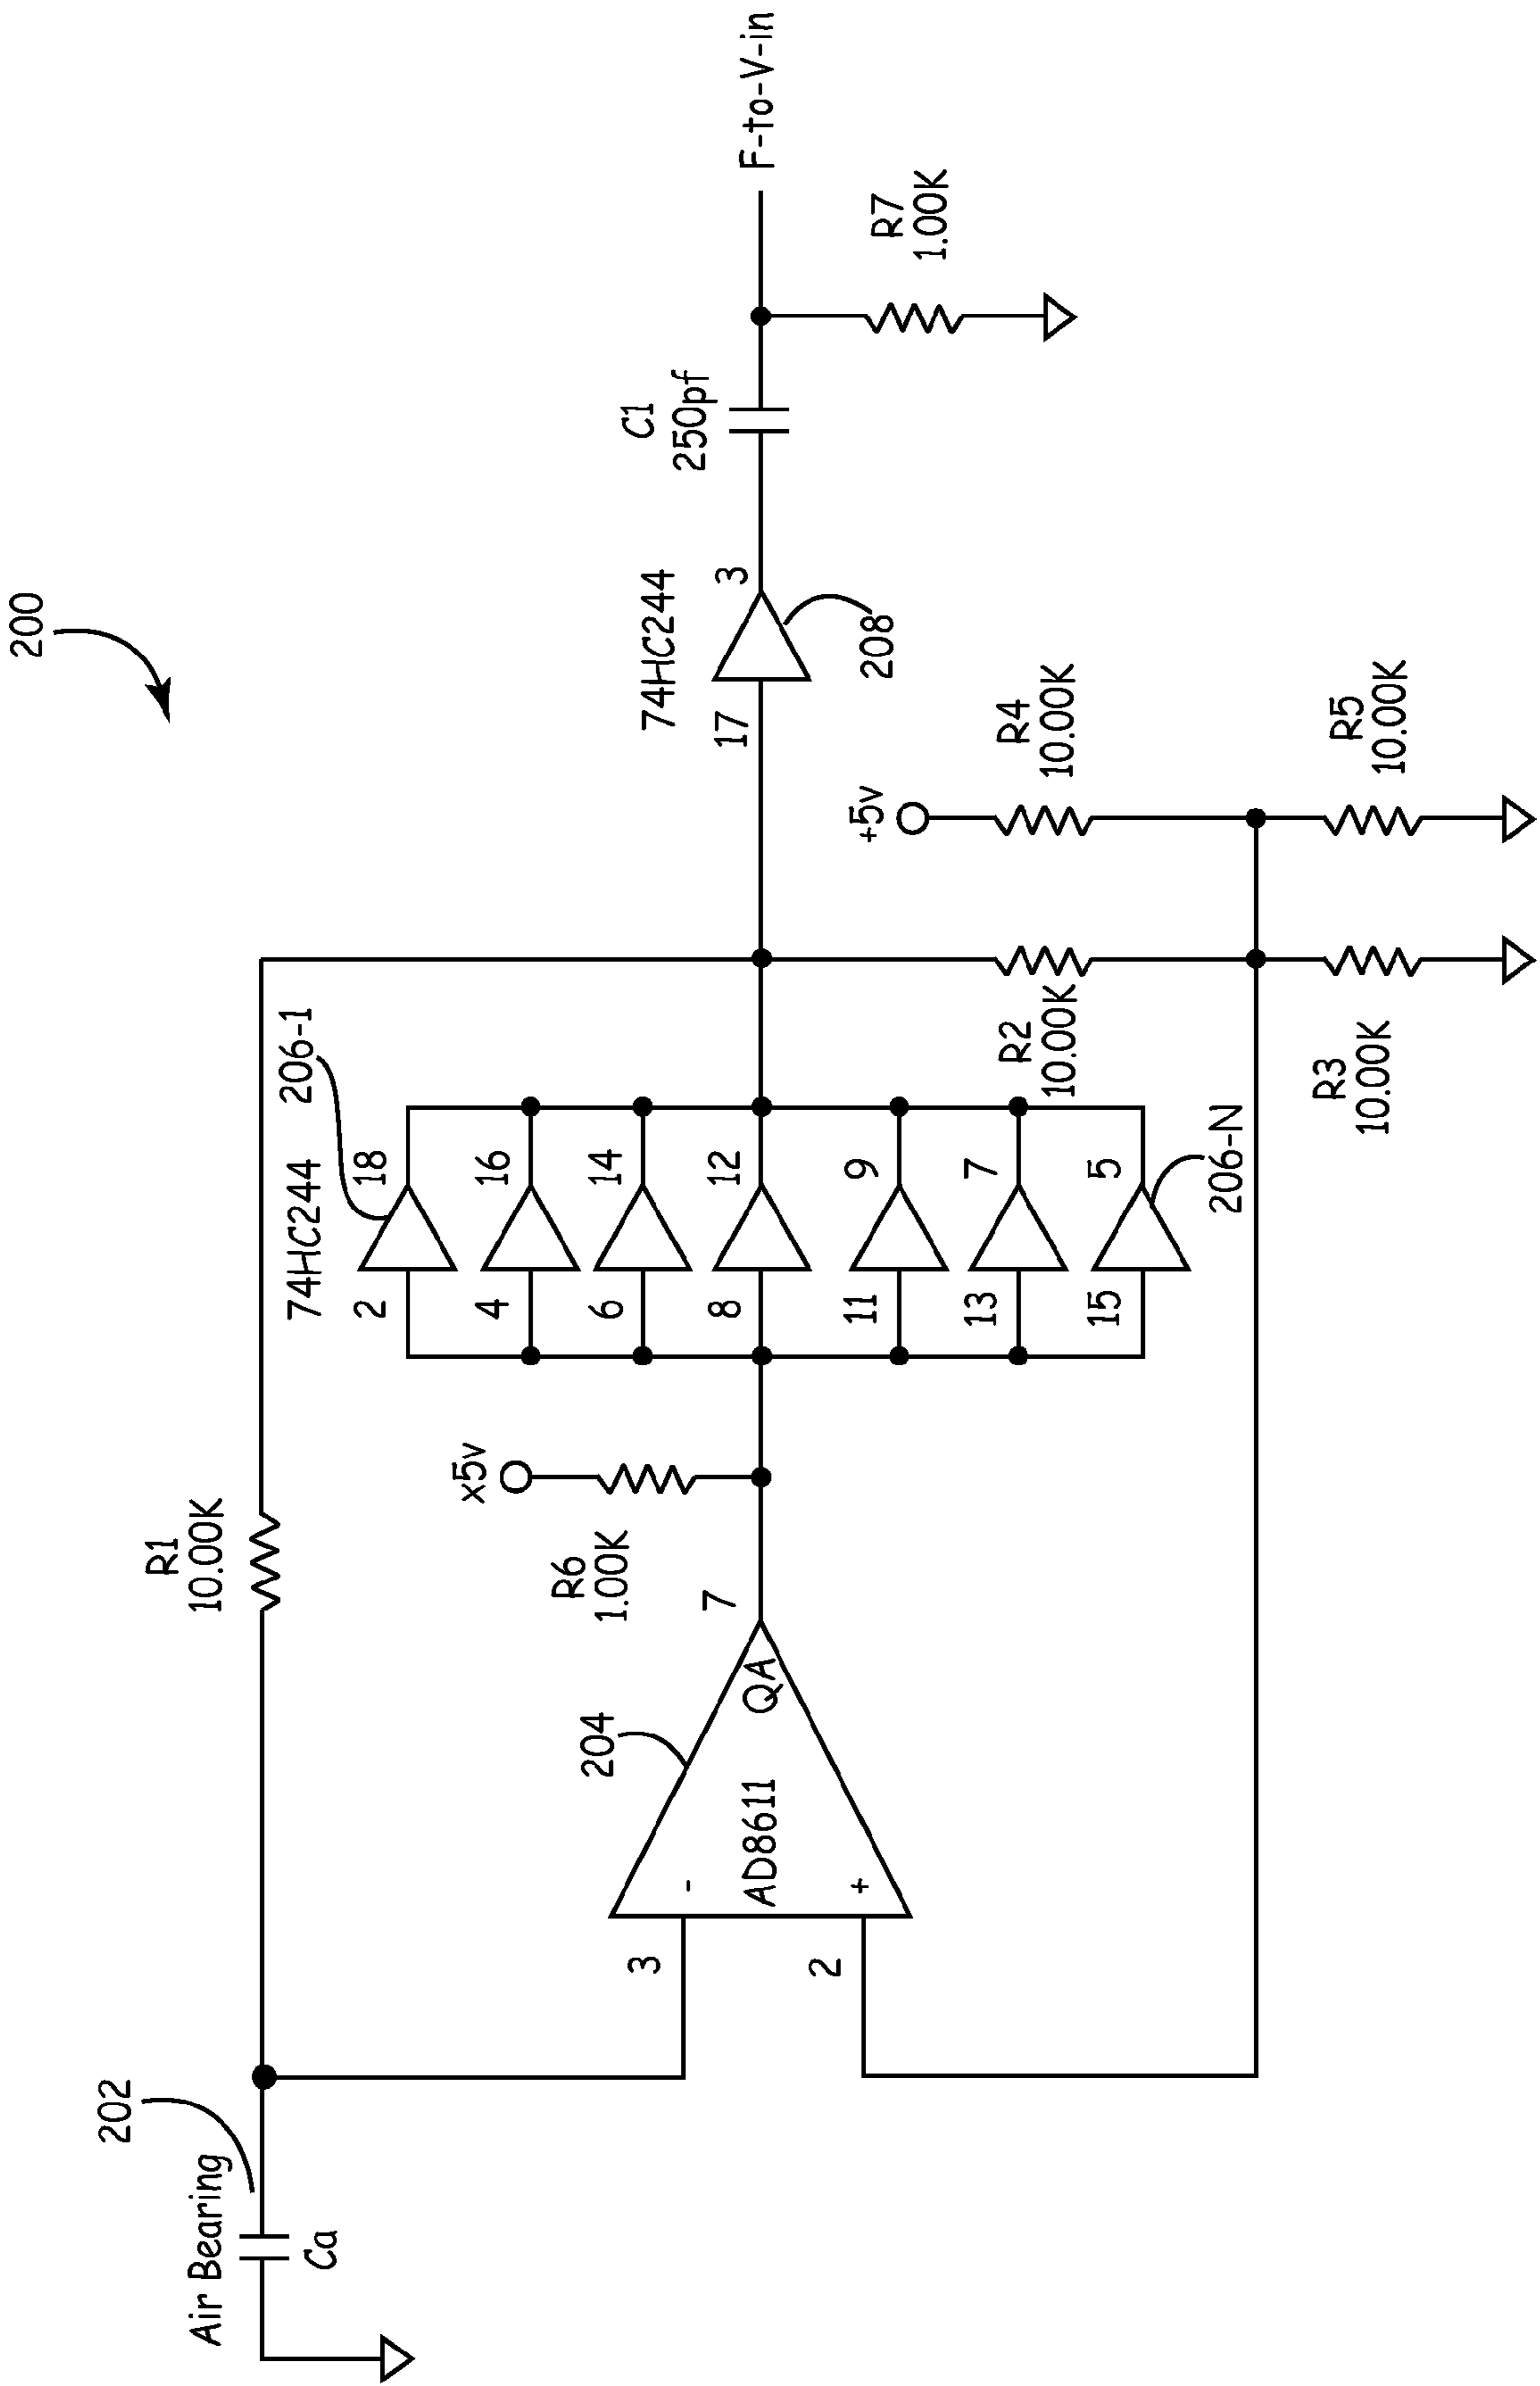 200
202
Air Bearing
Ca
R1
10.00K
74HC244
206-1
2
18
4
16
6
14
8
12
11
9
13
7
15
5
206-N
x5v
R6
1.00K
204
3
-
AD8611
QA
7
2
+
74HC244
17
3
208
C1
250pf
F-to-V-in
R7
1.00K
+5v
R2
10.00K
R4
10.00K
R3
10.00K
R5
10.00K